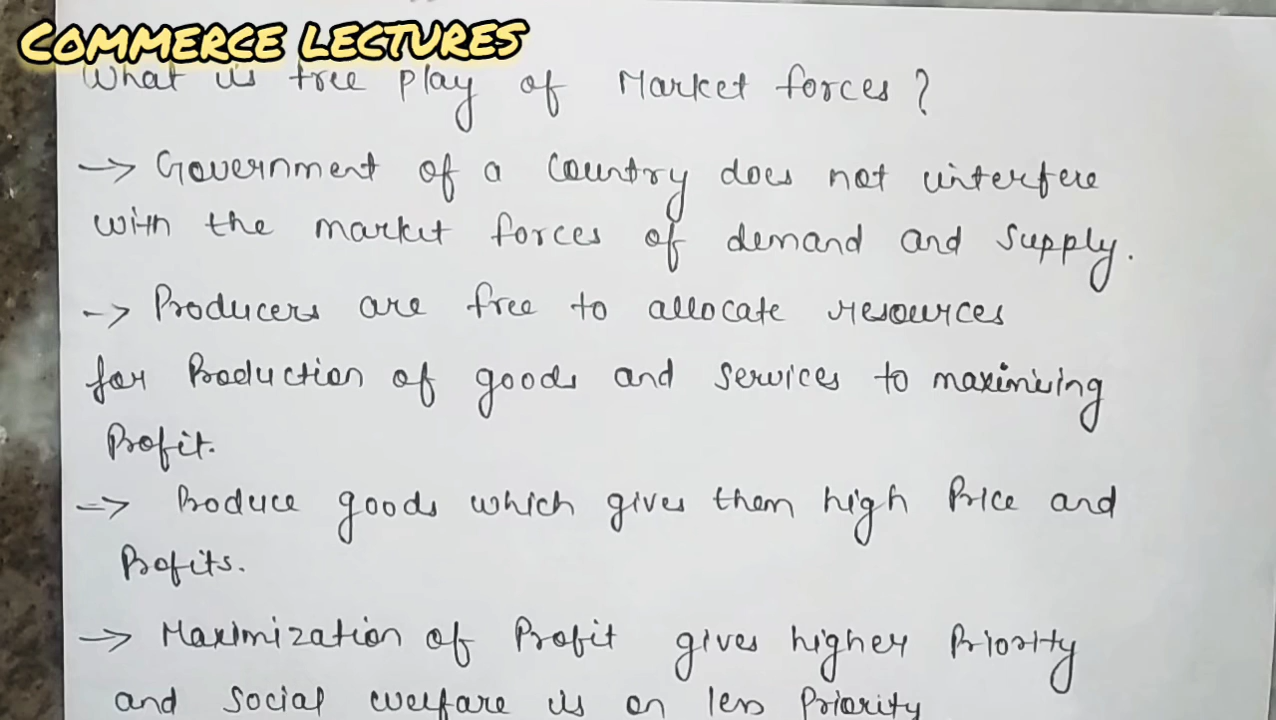 COMMERCE LECTURES
What is free play of Market forces?
-> Government of a Country does not interfere
with the market forces of demand and supply.
-> Producers are free to allocate resources
for Production of goods and services to maximizing
Profit.
-> Produce goods which gives them high Price and
Profits.
-> Maximization of Profit gives higher Priority
and social welfare is on less Priority